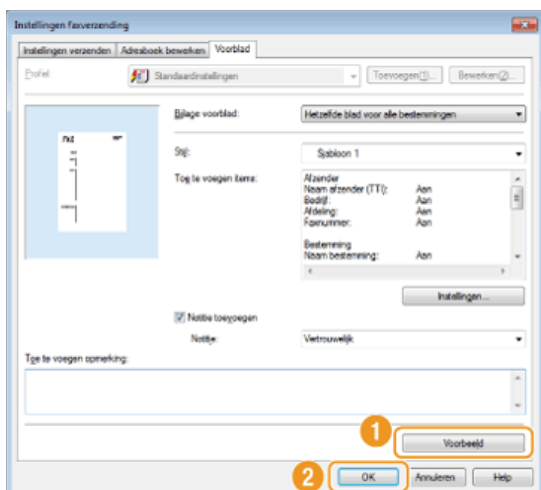 Instellingen faxverzending
Instellingen verzenden Adresboek bewerken Voorblad
Profiel: Standaardinstellingen Toevoegen(1)... Bewerken(2)...
Bijlage voorblad: Hetzelfde blad voor alle bestemmingen
Stijl: Sjabloon 1
Toe te voegen items: Afzender
Naam afzender (TTI): Aan
Bedrijf: Aan
Afdeling: Aan
Faxnummer: Aan
Bestemming
Naam bestemming: Aan
Instellingen...
Notitie toevoegen
Notitie: Vertrouwelijk
Toe te voegen opmerking:
1
Voorbeeld
2
OK Annuleren Help